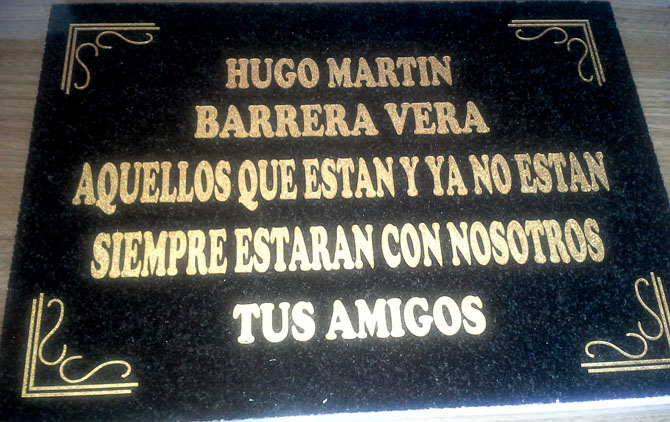 HUGO MARTIN
BARRERA VERA
AQUELLOS QUE ESTAN Y YA NO ESTAN
SIEMPRE ESTARAN CON NOSOTROS
TUS AMIGOS